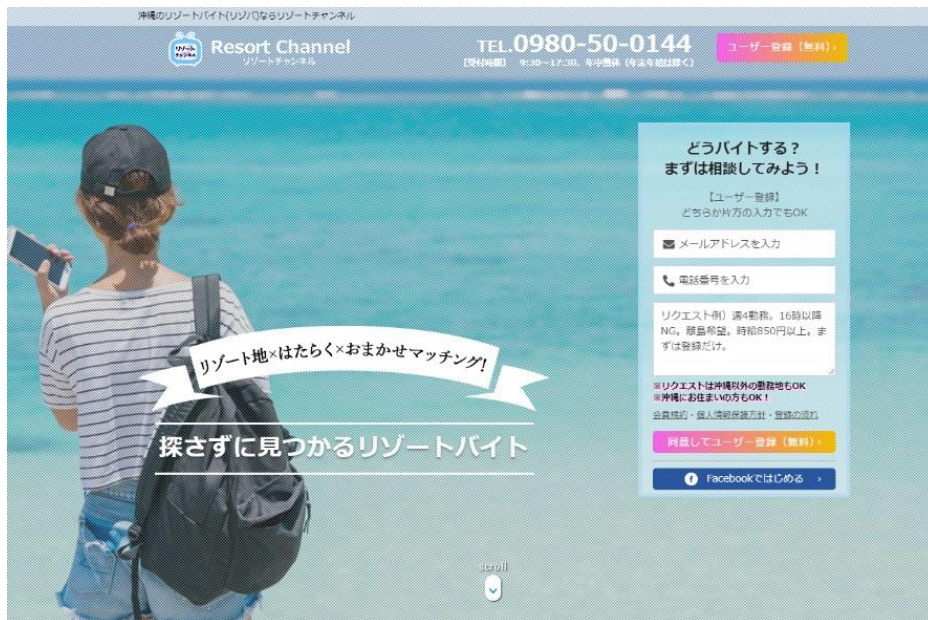 沖縄のリゾートバイト(リゾバ)ならリゾートチャンネル
リゾート
チャンネル
Resort Channel
リゾートチャンネル
TEL.0980-50-0144
【受付時間】 9:30～17:30、年中無休（年末年始は除く）
ユーザー登録（無料）
どうバイトする？
まずは相談してみよう！
【ユーザー登録】
どちらか片方の入力でもOK
メールアドレスを入力
電話番号を入力
リクエスト例）週4勤務。16時以降
NG。離島希望。時給850円以上。ま
ずは登録だけ。
※リクエストは沖縄以外の勤務地もOK
※沖縄にお住まいの方もOK！
会員規約・個人情報保護方針・登録の流れ
同意してユーザー登録（無料）
Facebookではじめる
リゾート地×はたらく×おまかせマッチング!
探さずに見つかるリゾートバイト
scroll